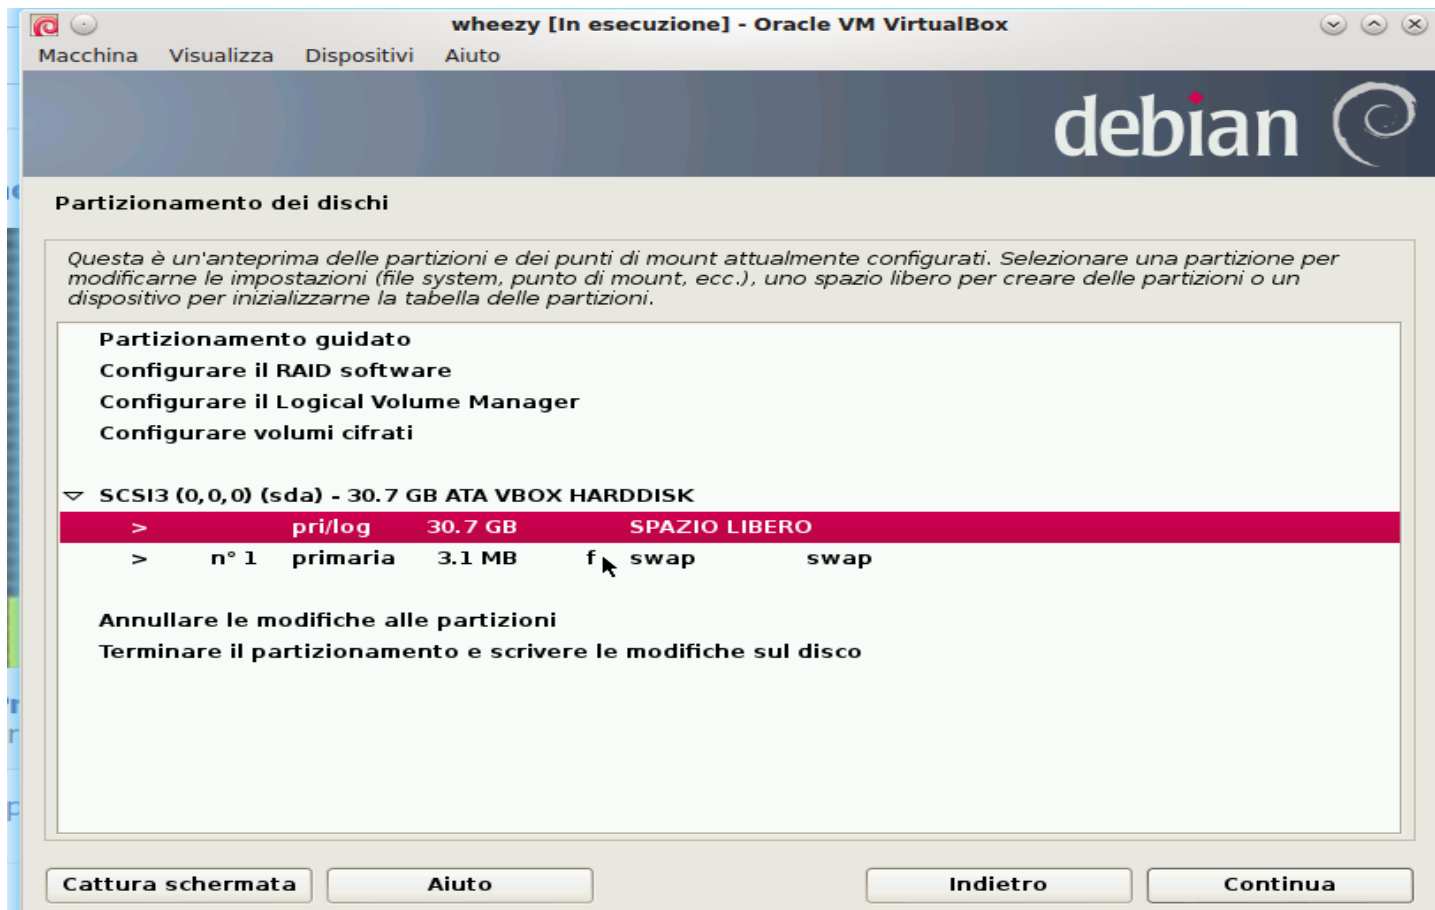 wheezy [In esecuzione] - Oracle VM VirtualBox
Macchina Visualizza Dispositivi Aiuto
debian
Partizionamento dei dischi
Questa è un'anteprima delle partizioni e dei punti di mount attualmente configurati. Selezionare una partizione per
modificarne le impostazioni (file system, punto di mount, ecc.), uno spazio libero per creare delle partizioni o un
dispositivo per inizializzarne la tabella delle partizioni.
Partizionamento guidato
Configurare il RAID software
Configurare il Logical Volume Manager
Configurare volumi cifrati
SCSI3 (0,0,0) (sda) - 30.7 GB ATA VBOX HARDDISK
> pri/log 30.7 GB SPAZIO LIBERO
> n° 1 primaria 3.1 MB f swap swap
Annullare le modifiche alle partizioni
Terminare il partizionamento e scrivere le modifiche sul disco
Cattura schermata Aiuto Indietro Continua